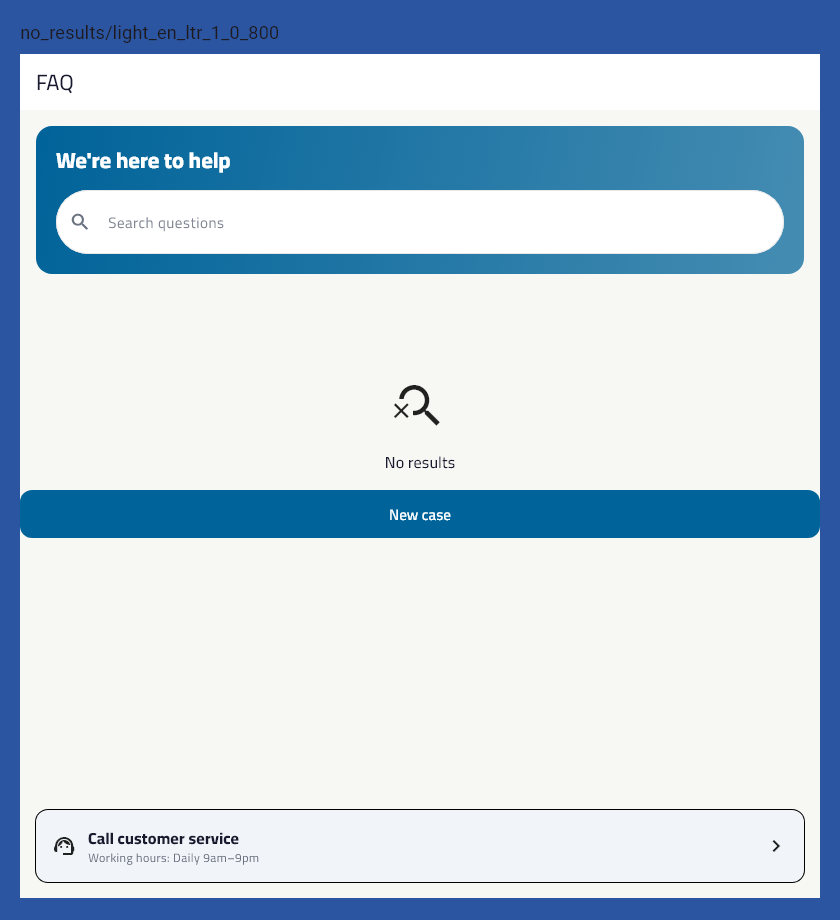 no_results/light_en_ltr_1_0_800
FAQ
We're here to help
Search questions
No results
New case
Call customer service
Working hours: Daily 9am–9pm